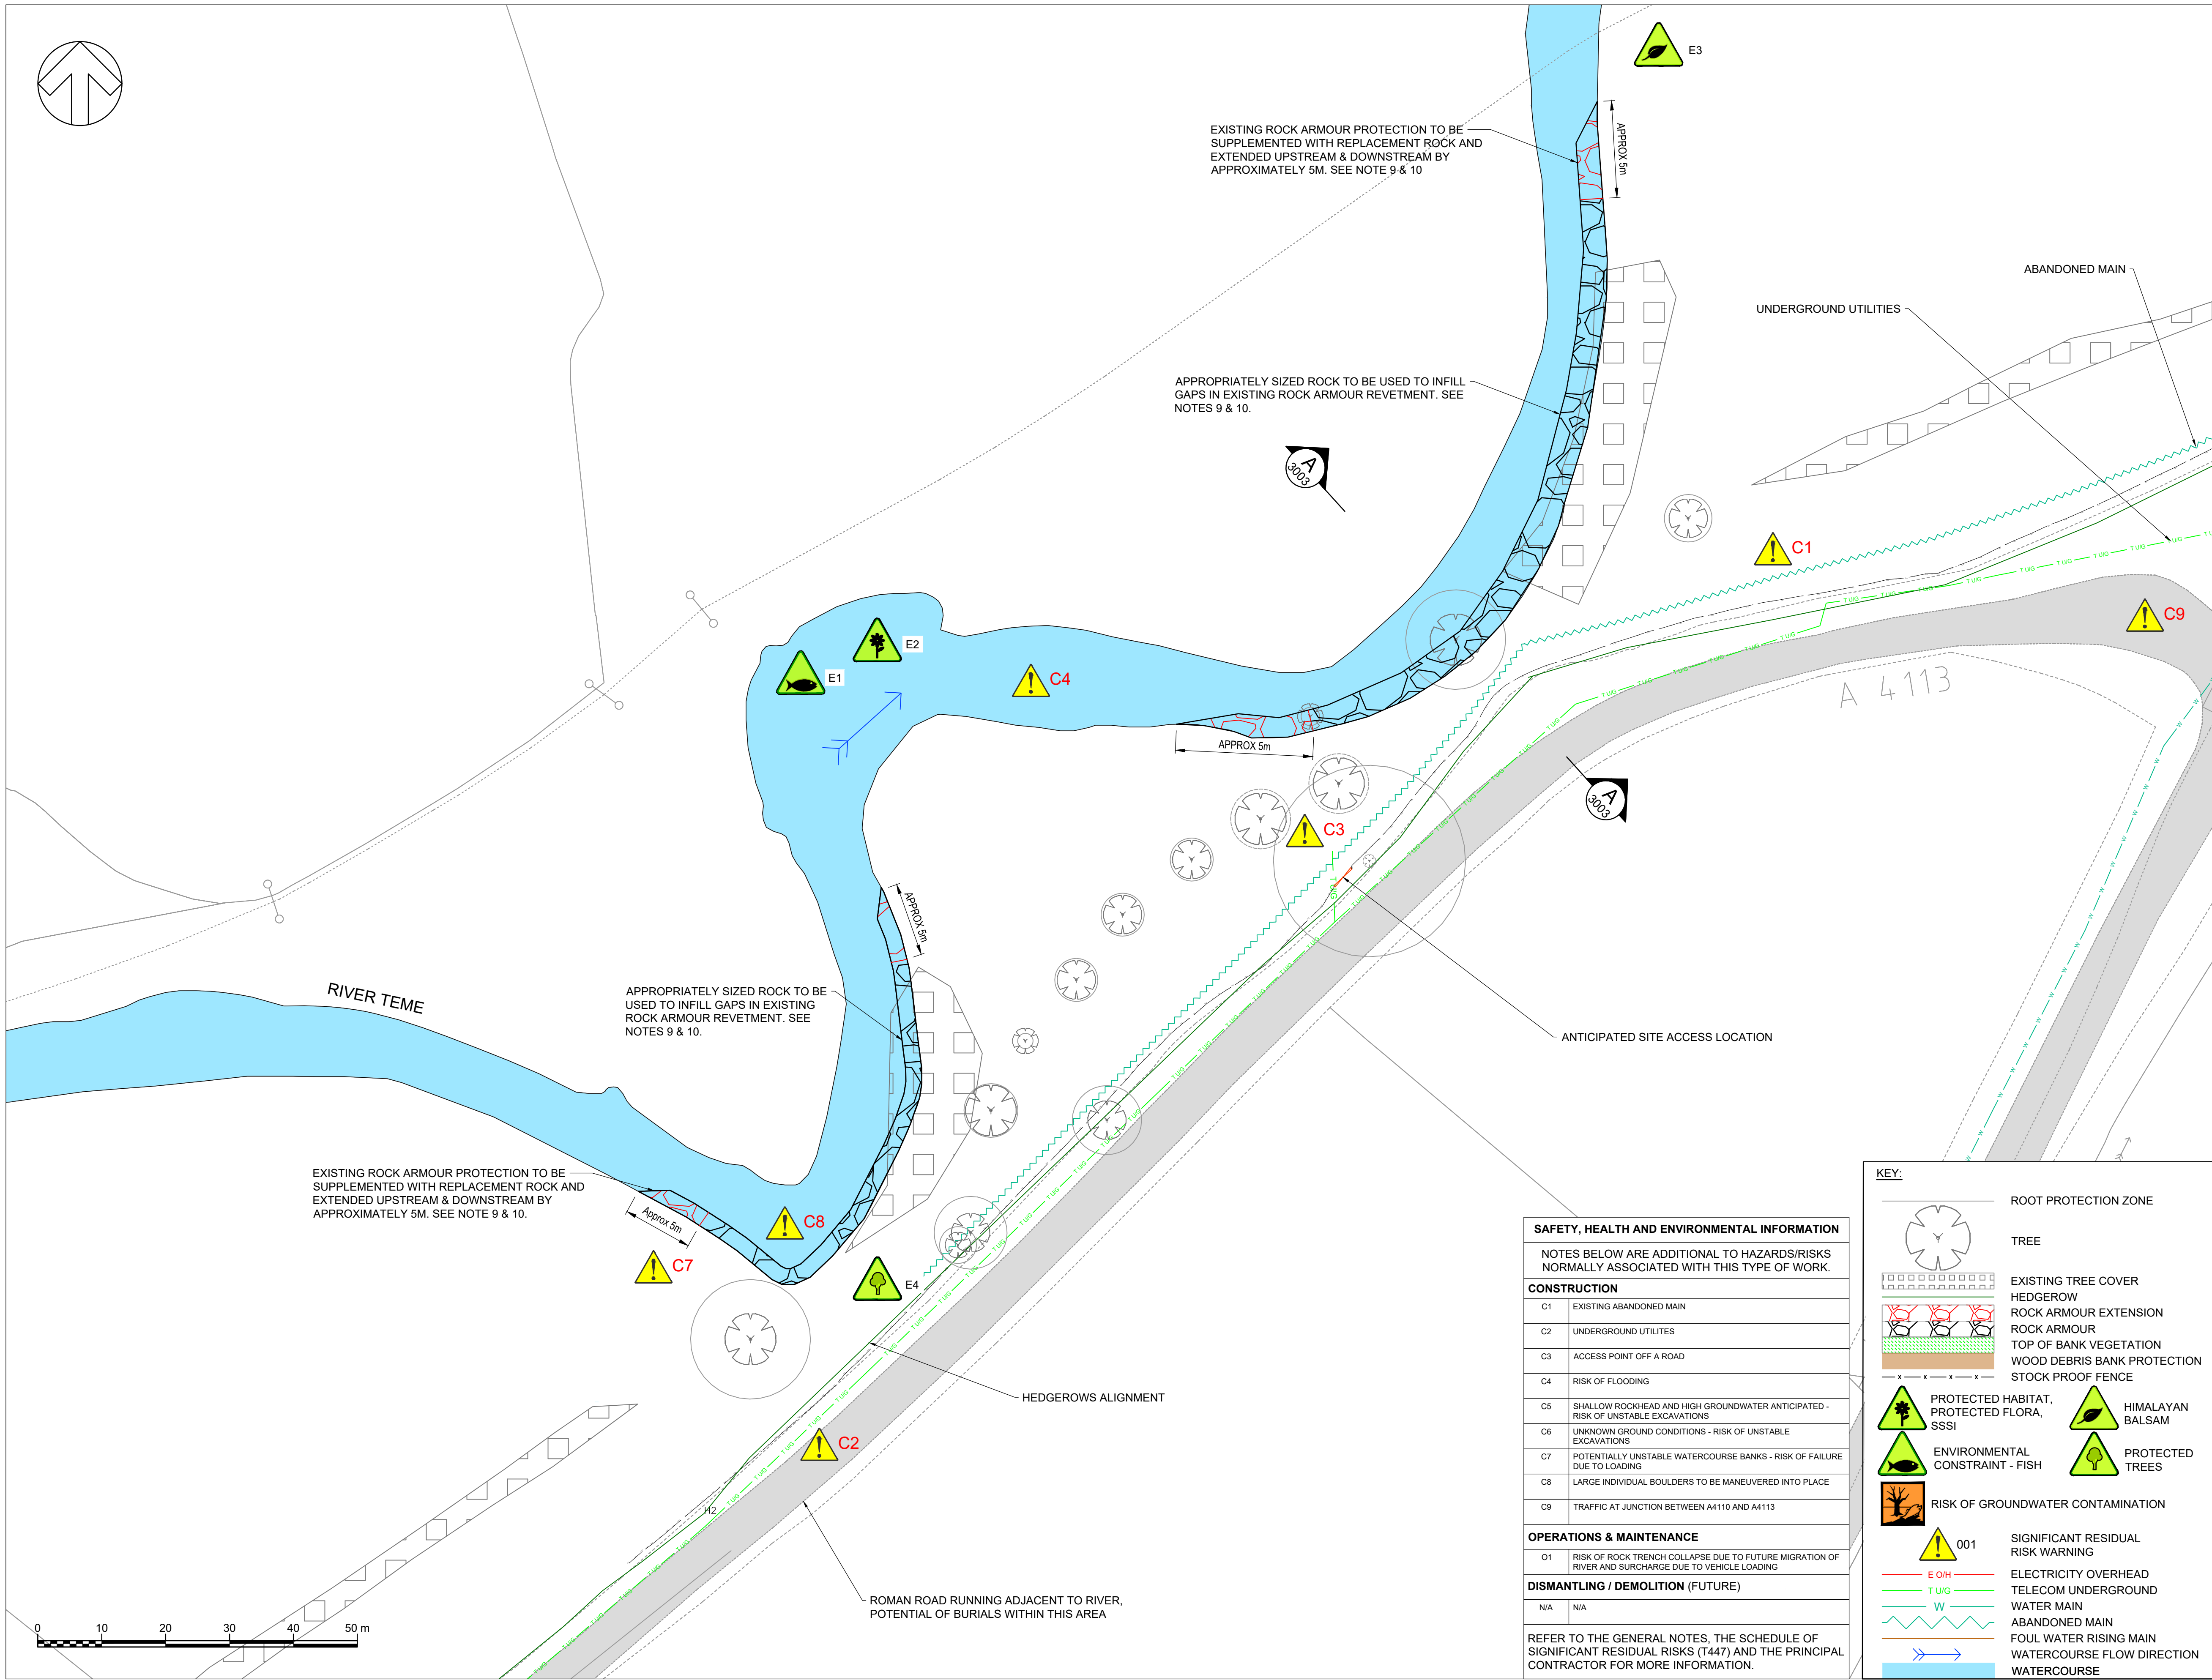 E3
EXISTING ROCK ARMOUR PROTECTION TO BE
SUPPLEMENTED WITH REPLACEMENT ROCK AND
EXTENDED UPSTREAM & DOWNSTREAM BY
APPROXIMATELY 5M. SEE NOTE 9 & 10
APPROX 5m
ABANDONED MAIN
UNDERGROUND UTILITIES
APPROPRIATELY SIZED ROCK TO BE USED TO INFILL
GAPS IN EXISTING ROCK ARMOUR REVETMENT. SEE
NOTES 9 & 10.
A
3003
C1
C9
E2
E1
C4
A 4113
APPROX 5m
A
3003
C3
APPROX 5m
RIVER TEME
APPROPRIATELY SIZED ROCK TO BE
USED TO INFILL GAPS IN EXISTING
ROCK ARMOUR REVETMENT. SEE
NOTES 9 & 10.
ANTICIPATED SITE ACCESS LOCATION
EXISTING ROCK ARMOUR PROTECTION TO BE
SUPPLEMENTED WITH REPLACEMENT ROCK AND
EXTENDED UPSTREAM & DOWNSTREAM BY
APPROXIMATELY 5M. SEE NOTE 9 & 10.
Approx 5m
C8
C7
E4
HEDGEROWS ALIGNMENT
C2
H2
T U/G
W
ROMAN ROAD RUNNING ADJACENT TO RIVER,
POTENTIAL OF BURIALS WITHIN THIS AREA
0 10 20 30 40 50 m
SAFETY, HEALTH AND ENVIRONMENTAL INFORMATION
NOTES BELOW ARE ADDITIONAL TO HAZARDS/RISKS
NORMALLY ASSOCIATED WITH THIS TYPE OF WORK.
CONSTRUCTION
C1 EXISTING ABANDONED MAIN
C2 UNDERGROUND UTILITES
C3 ACCESS POINT OFF A ROAD
C4 RISK OF FLOODING
C5 SHALLOW ROCKHEAD AND HIGH GROUNDWATER ANTICIPATED -
RISK OF UNSTABLE EXCAVATIONS
C6 UNKNOWN GROUND CONDITIONS - RISK OF UNSTABLE
EXCAVATIONS
C7 POTENTIALLY UNSTABLE WATERCOURSE BANKS - RISK OF FAILURE
DUE TO LOADING
C8 LARGE INDIVIDUAL BOULDERS TO BE MANEUVERED INTO PLACE
C9 TRAFFIC AT JUNCTION BETWEEN A4110 AND A4113
OPERATIONS & MAINTENANCE
O1 RISK OF ROCK TRENCH COLLAPSE DUE TO FUTURE MIGRATION OF
RIVER AND SURCHARGE DUE TO VEHICLE LOADING
DISMANTLING / DEMOLITION (FUTURE)
N/A N/A
REFER TO THE GENERAL NOTES, THE SCHEDULE OF
SIGNIFICANT RESIDUAL RISKS (T447) AND THE PRINCIPAL
CONTRACTOR FOR MORE INFORMATION.
KEY:
ROOT PROTECTION ZONE
TREE
EXISTING TREE COVER
HEDGEROW
ROCK ARMOUR EXTENSION
ROCK ARMOUR
TOP OF BANK VEGETATION
WOOD DEBRIS BANK PROTECTION
x x x x STOCK PROOF FENCE
PROTECTED HABITAT,
PROTECTED FLORA,
SSSI
HIMALAYAN
BALSAM
ENVIRONMENTAL
CONSTRAINT - FISH
PROTECTED
TREES
RISK OF GROUNDWATER CONTAMINATION
001 SIGNIFICANT RESIDUAL
RISK WARNING
E O/H ELECTRICITY OVERHEAD
T U/G TELECOM UNDERGROUND
W WATER MAIN
ABANDONED MAIN
FOUL WATER RISING MAIN
WATERCOURSE FLOW DIRECTION
WATERCOURSE